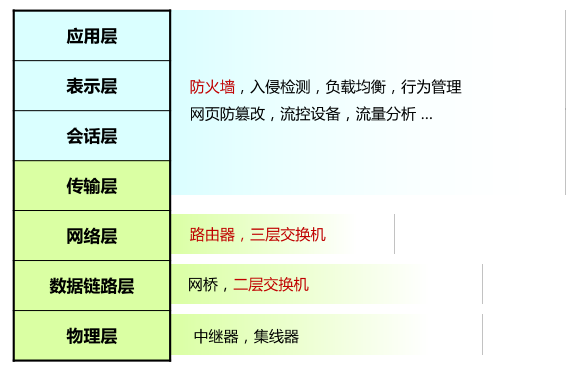 应用层
表示层
防火墙，入侵检测，负载均衡，行为管理
网页防篡改，流控设备，流量分析 ...
会话层
传输层
网络层
路由器，三层交换机
数据链路层
网桥，二层交换机
物理层
中继器，集线器